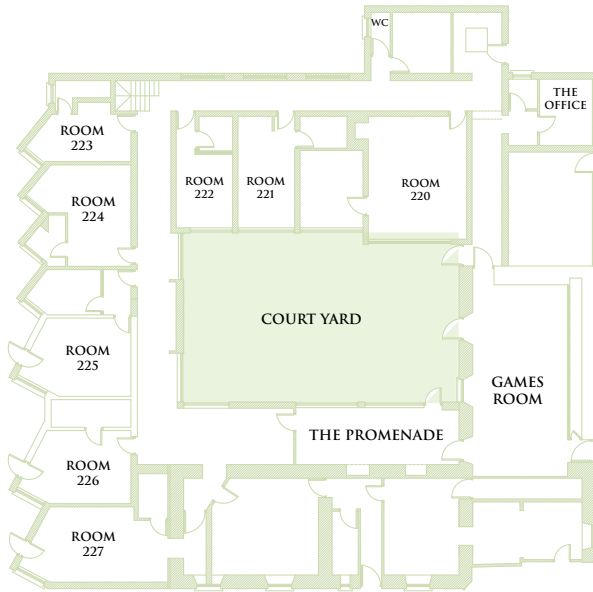 WC
THE
OFFICE
ROOM
223
ROOM
222
ROOM
221
ROOM
220
ROOM
224
COURT YARD
ROOM
225
GAMES
ROOM
THE PROMENADE
ROOM
226
ROOM
227